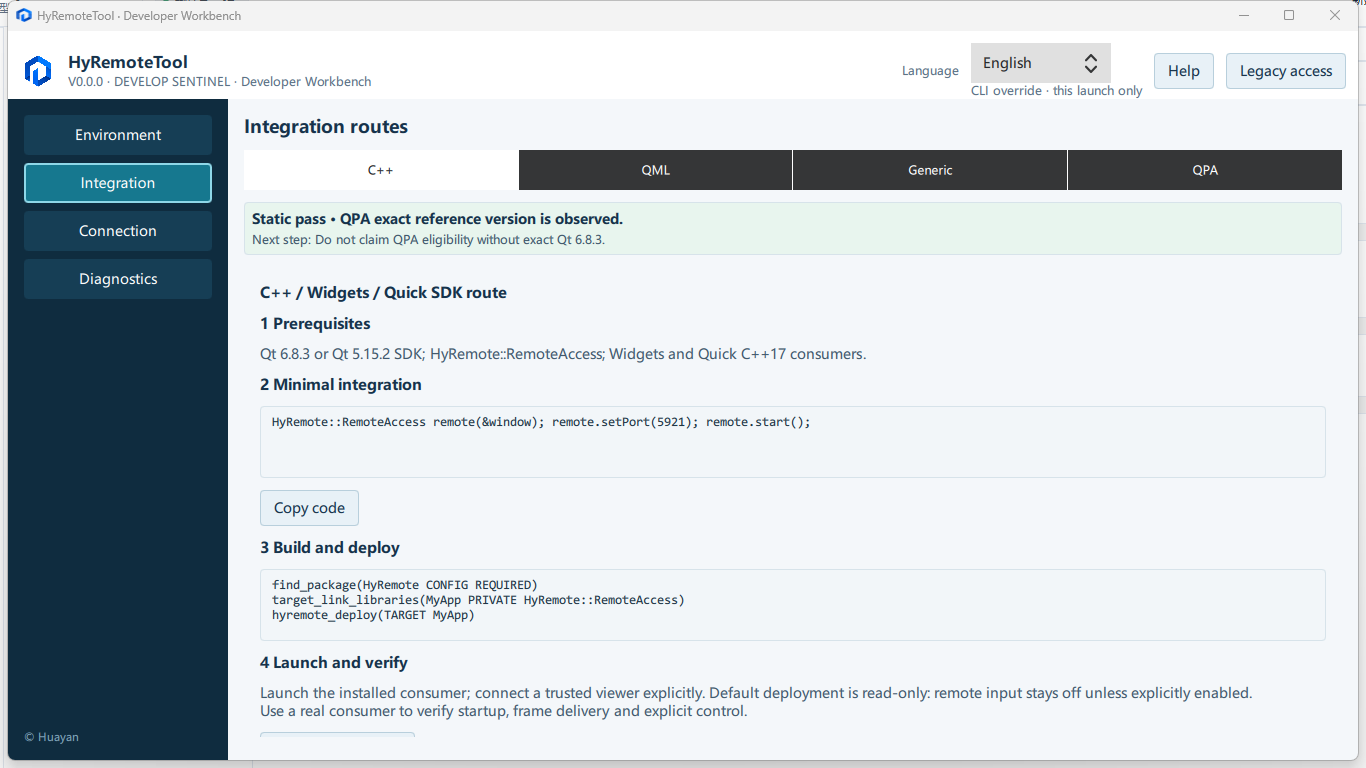 HyRemoteTool · Developer Workbench
HyRemoteTool
V0.0.0 · DEVELOP SENTINEL · Developer Workbench
Language
English
CLI override · this launch only
Help
Legacy access
Environment
Integration
Connection
Diagnostics
© Huayan
Integration routes
C++
QML
Generic
QPA
Static pass • QPA exact reference version is observed.
Next step: Do not claim QPA eligibility without exact Qt 6.8.3.
C++ / Widgets / Quick SDK route
1 Prerequisites
Qt 6.8.3 or Qt 5.15.2 SDK; HyRemote::RemoteAccess; Widgets and Quick C++17 consumers.
2 Minimal integration
HyRemote::RemoteAccess remote(&window); remote.setPort(5921); remote.start();
Copy code
3 Build and deploy
find_package(HyRemote CONFIG REQUIRED)
target_link_libraries(MyApp PRIVATE HyRemote::RemoteAccess)
hyremote_deploy(TARGET MyApp)
4 Launch and verify
Launch the installed consumer; connect a trusted viewer explicitly. Default deployment is read-only: remote input stays off unless explicitly enabled.
Use a real consumer to verify startup, frame delivery and explicit control.